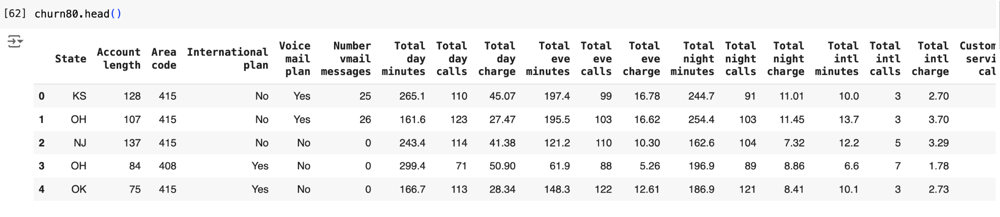 [62] churn80.head()
State Account length Area code International plan Voice mail plan Number vmail messages Total day minutes Total day calls Total day charge Total eve minutes Total eve calls Total eve charge Total night minutes Total night calls Total night charge Total intl minutes Total intl calls Total intl charge Custom servi cal
0 KS 128 415 No Yes 25 265.1 110 45.07 197.4 99 16.78 244.7 91 11.01 10.0 3 2.70
1 OH 107 415 No Yes 26 161.6 123 27.47 195.5 103 16.62 254.4 103 11.45 13.7 3 3.70
2 NJ 137 415 No No 0 243.4 114 41.38 121.2 110 10.30 162.6 104 7.32 12.2 5 3.29
3 OH 84 408 Yes No 0 299.4 71 50.90 61.9 88 5.26 196.9 89 8.86 6.6 7 1.78
4 OK 75 415 Yes No 0 166.7 113 28.34 148.3 122 12.61 186.9 121 8.41 10.1 3 2.73